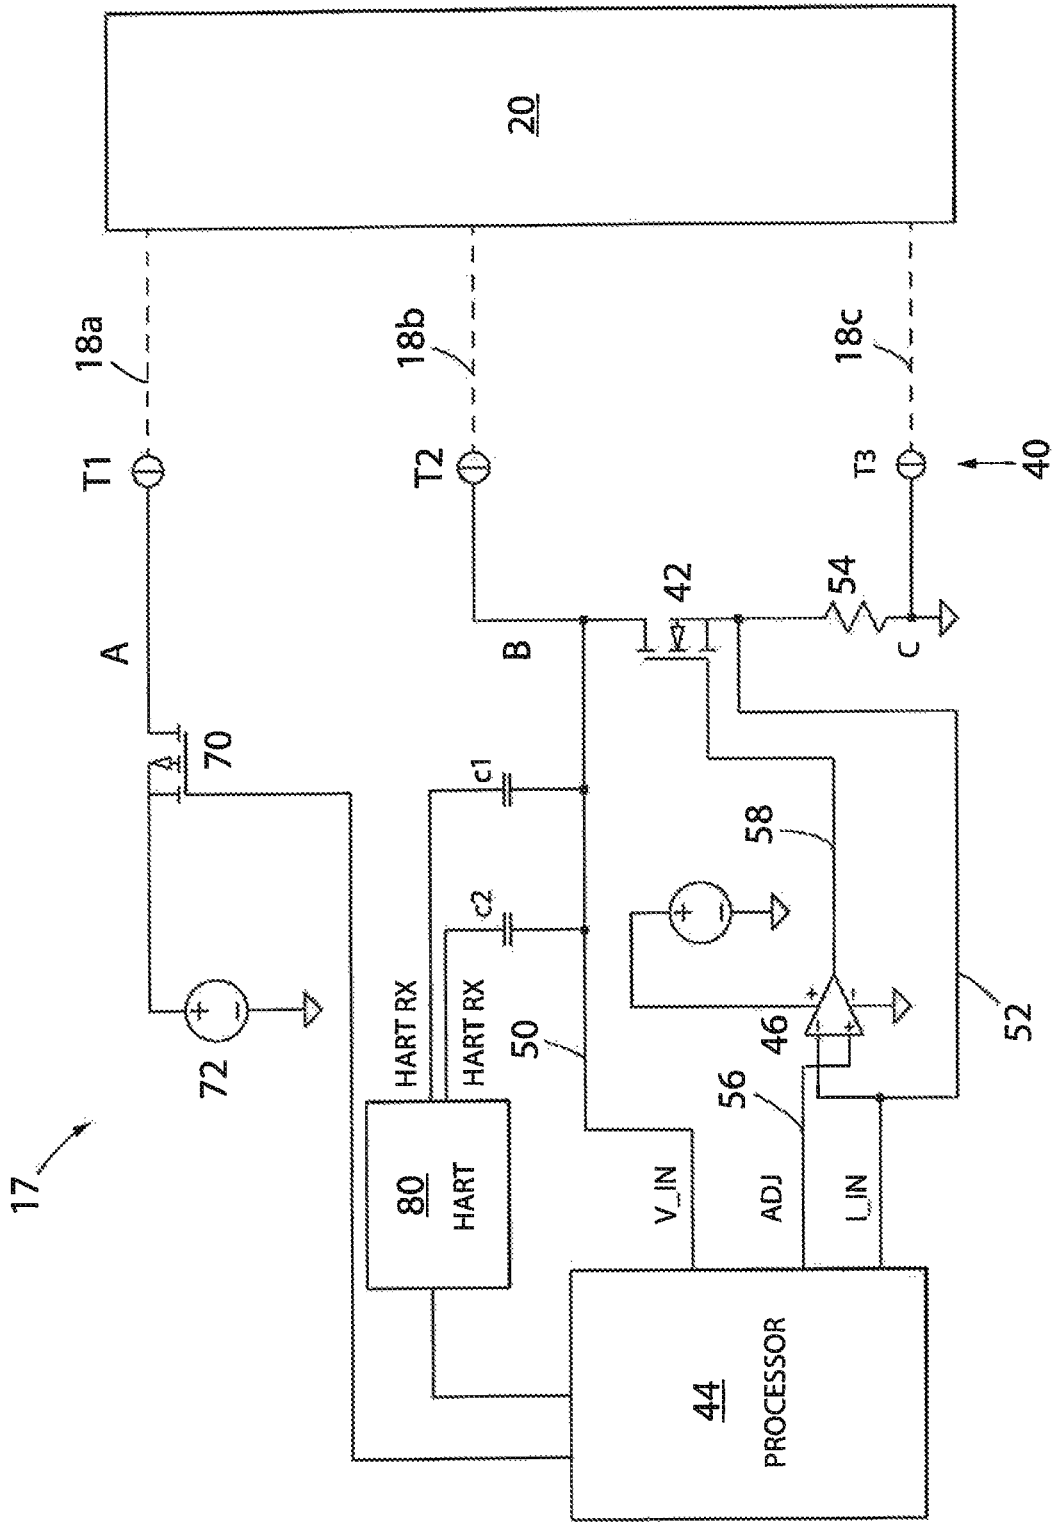 17
72
+
−
70
A
T1
18a
80
HART
HART RX
HART RX
c2
c1
50
B
T2
18b
20
44
PROCESSOR
V_IN
ADJ
I_IN
56
46
−
+
+
−
+
−
58
52
42
54
C
T3
18c
40